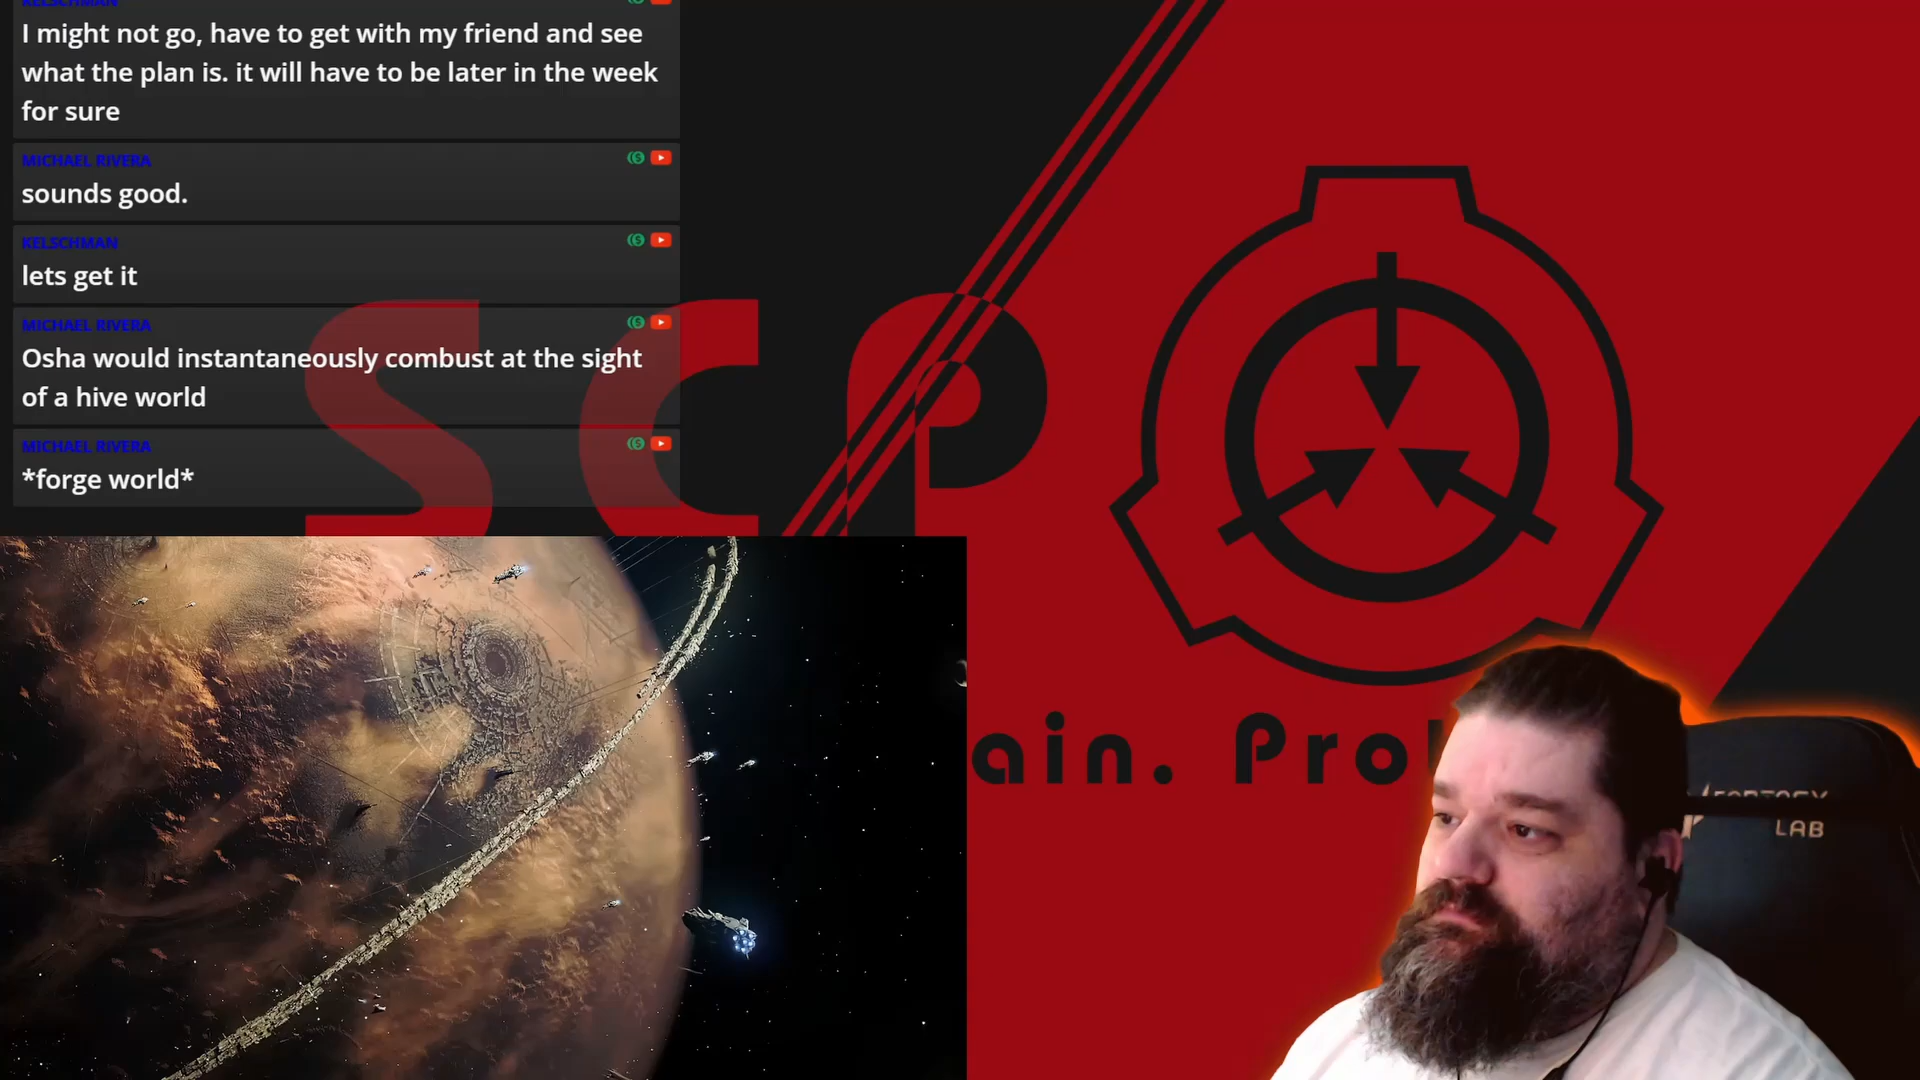 KELSCHMAN
I might not go, have to get with my friend and see
what the plan is. it will have to be later in the week
for sure
MICHAEL RIVERA
sounds good.
KELSCHMAN
lets get it
MICHAEL RIVERA
Osha would instantaneously combust at the sight
of a hive world
MICHAEL RIVERA
*forge world*
SCP
ain. Pro
LAB